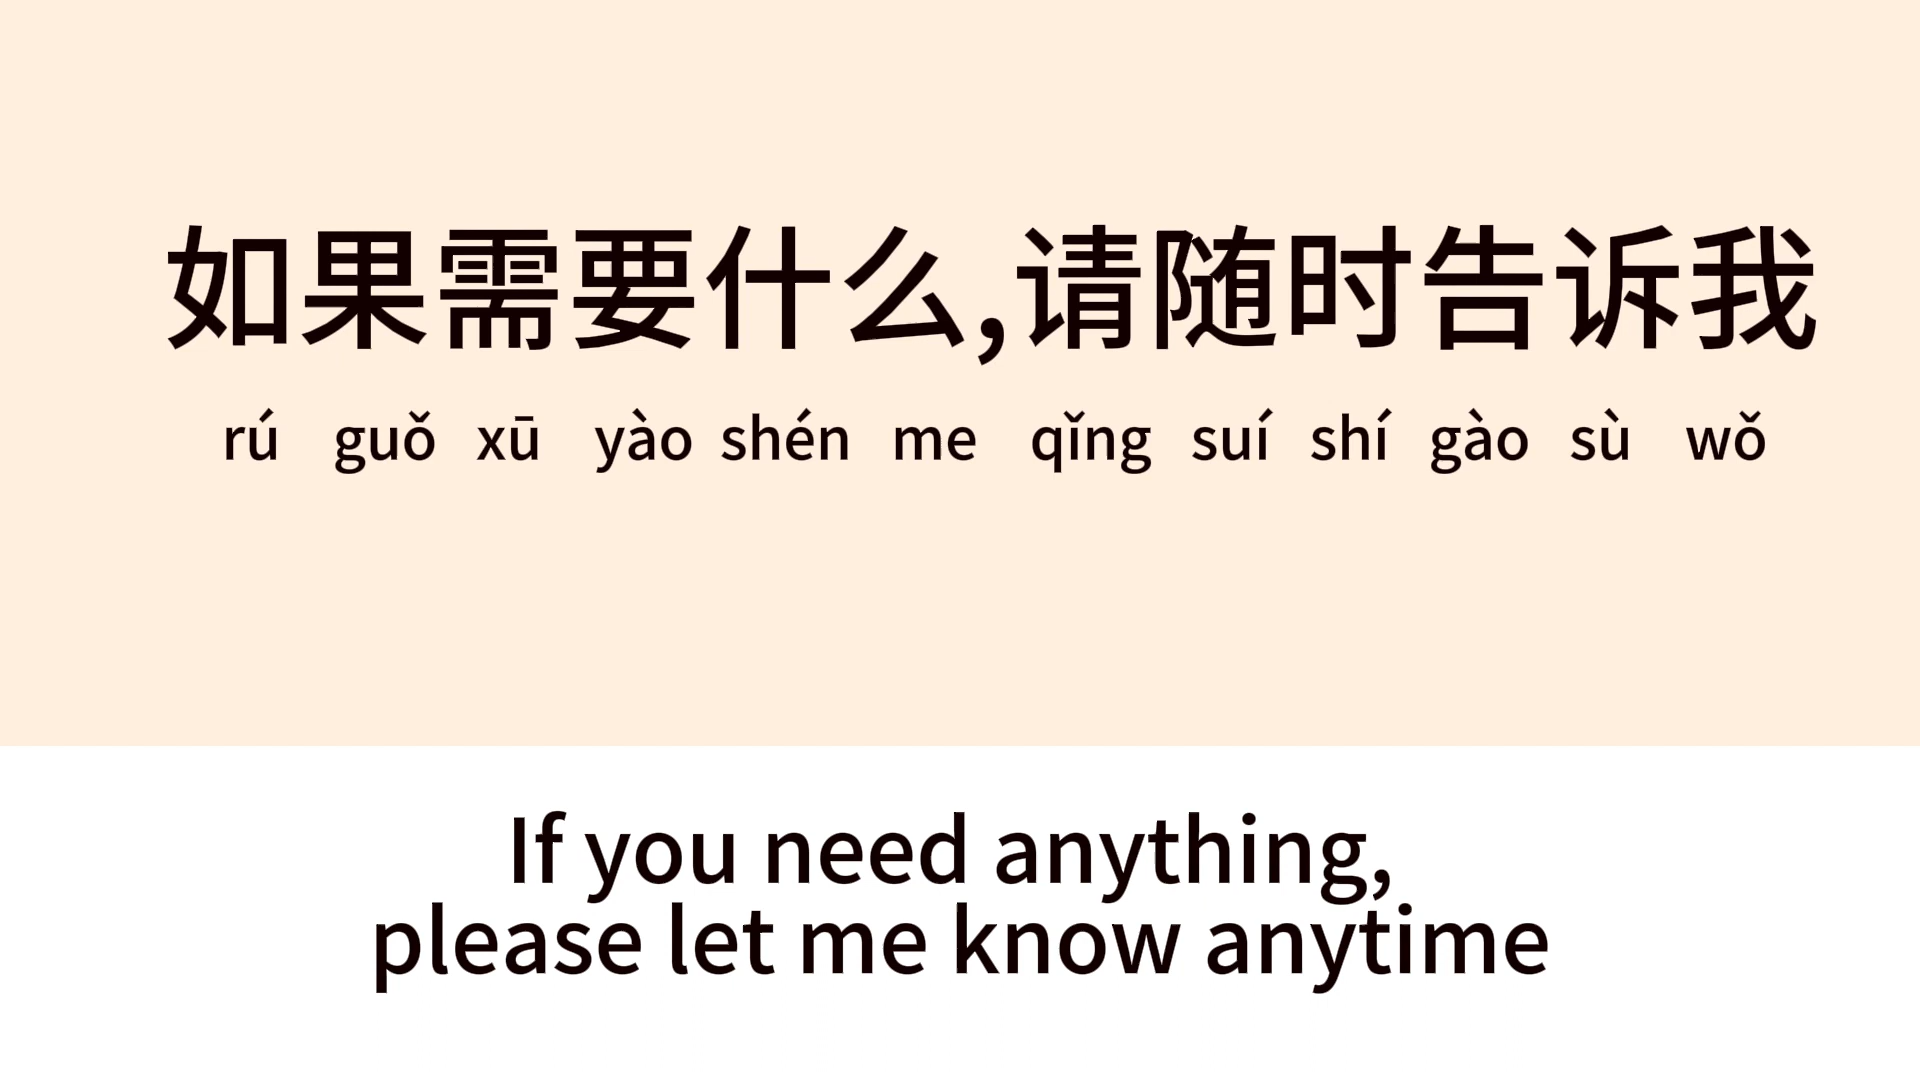 如果需要什么,请随时告诉我
rú guǒ xū yào shén me qǐng suí shí gào sù wǒ
If you need anything,
please let me know anytime